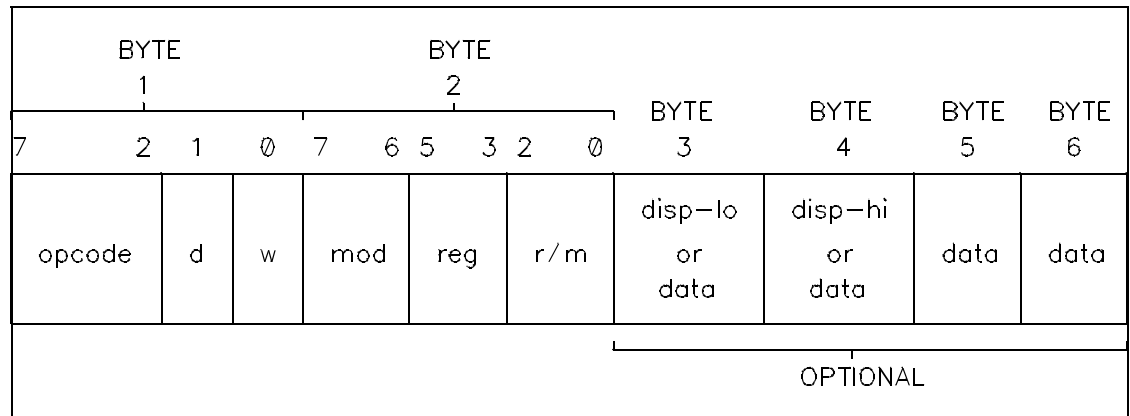 BYTE BYTE
1 2
BYTE BYTE BYTE BYTE
7 2 1 0 7 6 5 3 2 0 3 4 5 6
disp-lo disp-hi
opcode d w mod reg r/m or or data data
data data
OPTIONAL